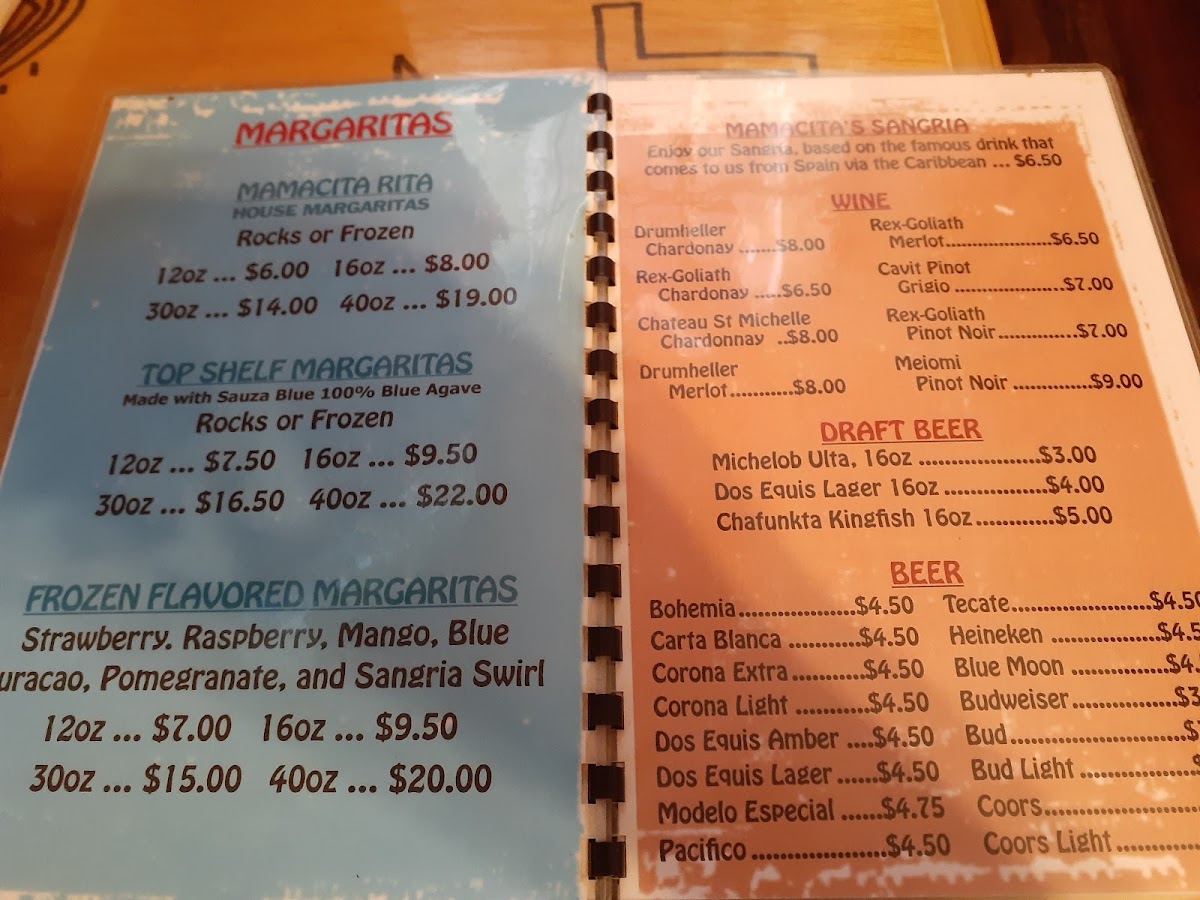 MARGARITAS
MAMACITA RITA
HOUSE MARGARITAS
Rocks or Frozen
12oz ... $6.00 16oz ... $8.00
30oz ... $14.00 40oz ... $19.00
TOP SHELF MARGARITAS
Made with Sauza Blue 100% Blue Agave
Rocks or Frozen
12oz ... $7.50 16oz ... $9.50
30oz ... $16.50 40oz ... $22.00
FROZEN FLAVORED MARGARITAS
Strawberry. Raspberry, Mango, Blue
uracao, Pomegranate, and Sangria Swirl
12oz ... $7.00 16oz ... $9.50
30oz ... $15.00 40oz ... $20.00
MAMACITA'S SANGRIA
Enjoy our Sangria, based on the famous drink that
comes to us from Spain via the Caribbean ... $6.50
WINE
Drumheller
Chardonay .......$8.00
Rex-Goliath
Chardonay .....$6.50
Chateau St Michelle
Chardonnay ..$8.00
Drumheller
Merlot............$8.00
Rex-Goliath
Merlot....................$6.50
Cavit Pinot
Grigio .....................$7.00
Rex-Goliath
Pinot Noir...............$7.00
Meiomi
Pinot Noir ..............$9.00
DRAFT BEER
Michelob Ulta, 16oz .....................$3.00
Dos Equis Lager 16oz .................$4.00
Chafunkta Kingfish 16oz.............$5.00
BEER
Bohemia..................$4.50
Carta Blanca ............$4.50
Corona Extra............$4.50
Corona Light ............$4.50
Dos Equis Amber ....$4.50
Dos Equis Lager ......$4.50
Modelo Especial ......$4.75
Pacifico.....................$4.50
Tecate.......................$4.50
Heineken ..................$4.5
Blue Moon ................$4.
Budweiser..................$3
Bud..............................$
Bud Light ....................
Coors...........................
Coors Light................